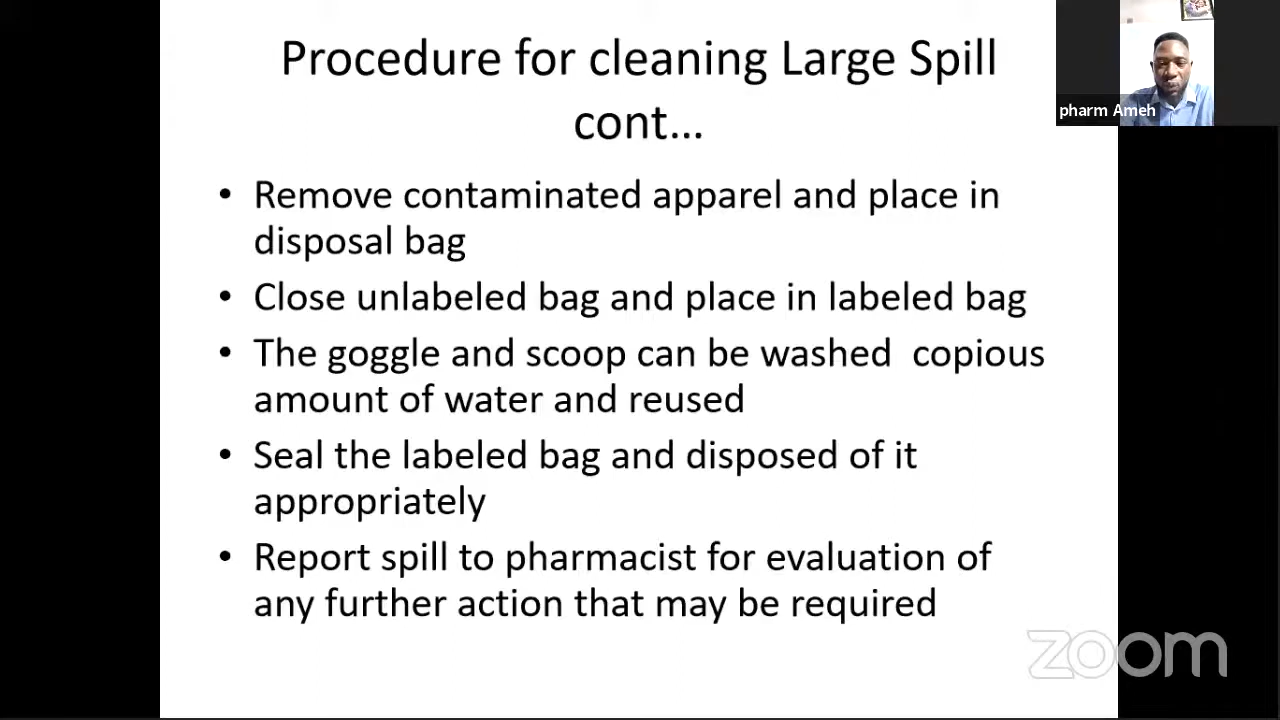 Procedure for cleaning Large Spill
cont...
pharm Ameh
• Remove contaminated apparel and place in
disposal bag
• Close unlabeled bag and place in labeled bag
• The goggle and scoop can be washed  copious
amount of water and reused
• Seal the labeled bag and disposed of it
appropriately
• Report spill to pharmacist for evaluation of
any further action that may be required
zoom